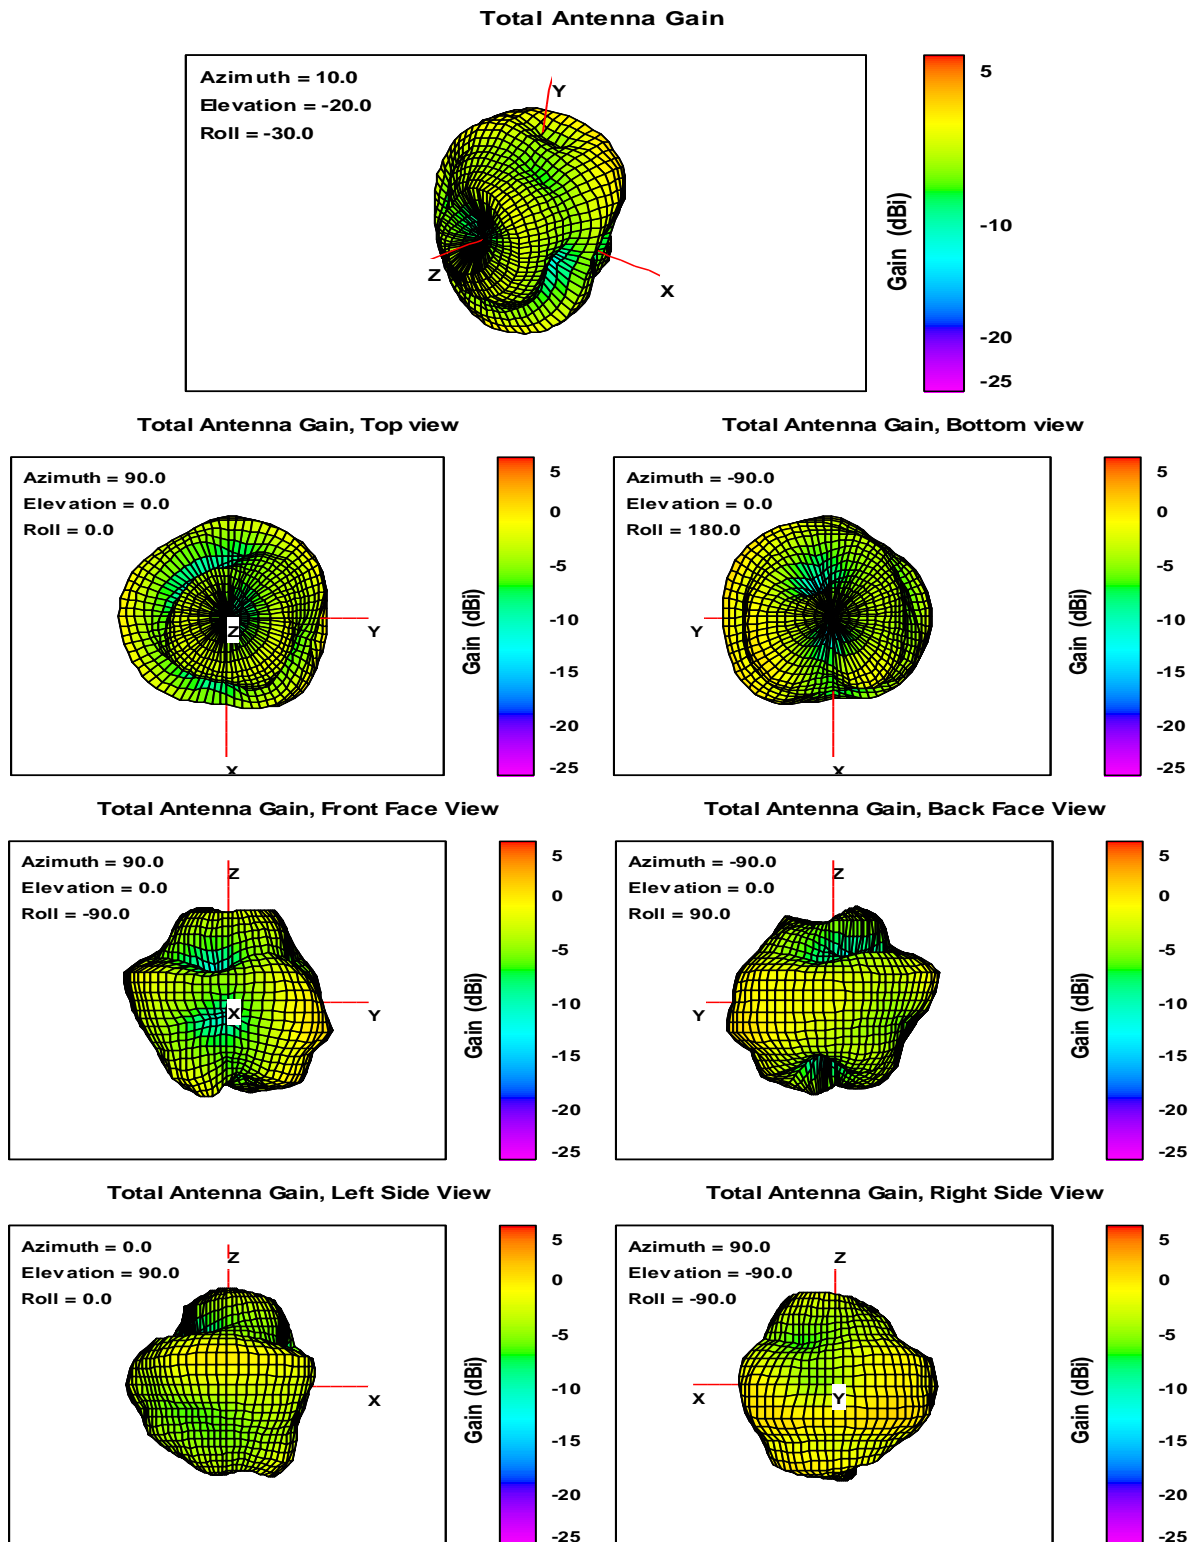 Total Antenna Gain
Azimuth = 10.0
Elevation = -20.0
Roll = -30.0
Y
Z
X
Gain (dBi)
5
-10
-20
-25
Total Antenna Gain, Top view
Azimuth = 90.0
Elevation = 0.0
Roll = 0.0
Z
Y
X
Gain (dBi)
5
0
-5
-10
-15
-20
-25
Total Antenna Gain, Bottom view
Azimuth = -90.0
Elevation = 0.0
Roll = 180.0
Y
X
Gain (dBi)
5
0
-5
-10
-15
-20
-25
Total Antenna Gain, Front Face View
Azimuth = 90.0
Elevation = 0.0
Roll = -90.0
Z
X
Y
Gain (dBi)
5
0
-5
-10
-15
-20
-25
Total Antenna Gain, Back Face View
Azimuth = -90.0
Elevation = 0.0
Roll = 90.0
Z
Y
Gain (dBi)
5
0
-5
-10
-15
-20
-25
Total Antenna Gain, Left Side View
Azimuth = 0.0
Elevation = 90.0
Roll = 0.0
Z
X
Gain (dBi)
5
0
-5
-10
-15
-20
-25
Total Antenna Gain, Right Side View
Azimuth = 90.0
Elevation = -90.0
Roll = -90.0
Z
X
Y
Gain (dBi)
5
0
-5
-10
-15
-20
-25